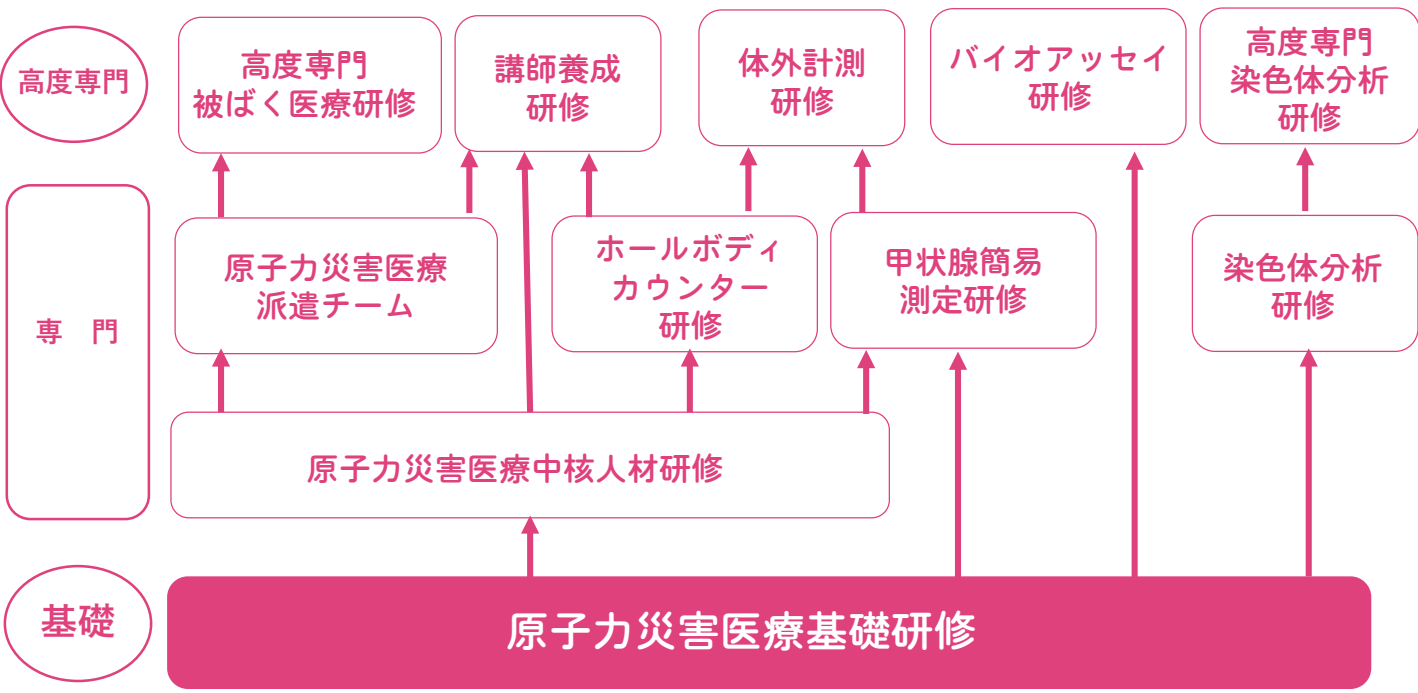 高度専門
高度専門
被ばく医療研修
講師養成
研修
体外計測
研修
バイオアッセイ
研修
高度専門
染色体分析
研修
専 門
原子力災害医療
派遣チーム
ホールボディ
カウンター
研修
甲状腺簡易
測定研修
染色体分析
研修
原子力災害医療中核人材研修
基礎
原子力災害医療基礎研修